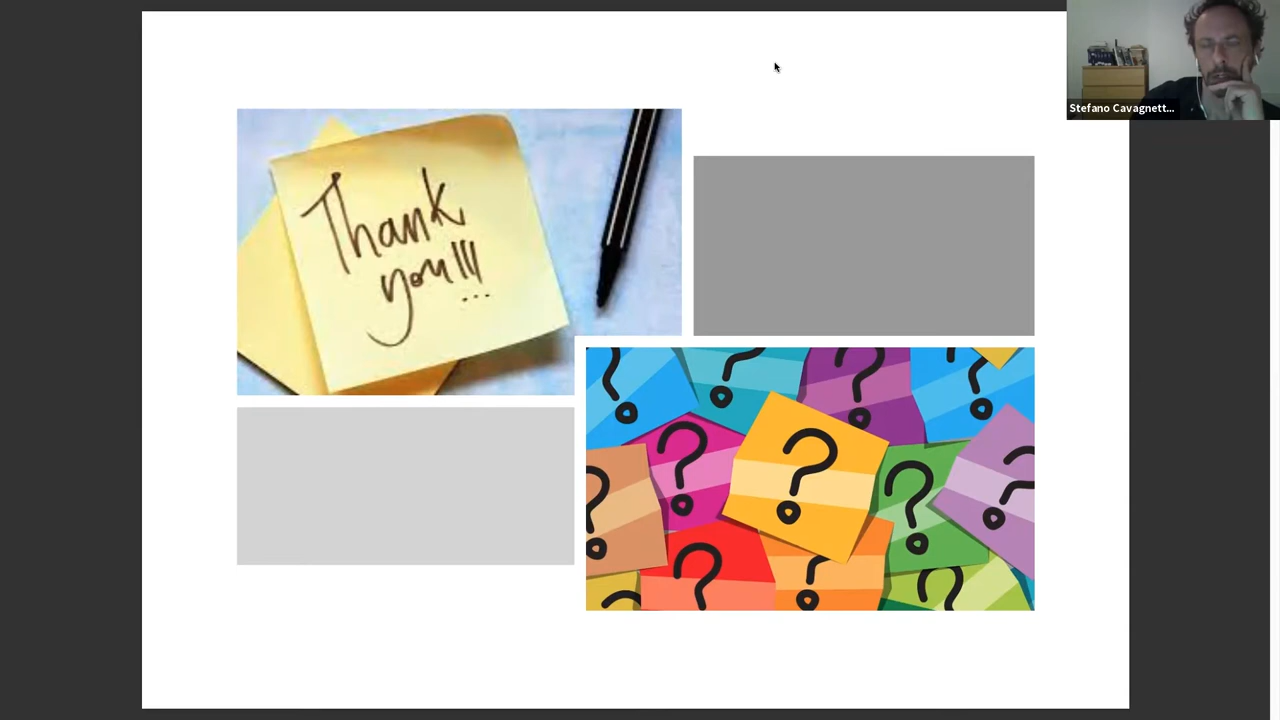 Stefano Cavagnett...
Thank
you!!!
...
? ? ? ?
? ? ? ? ?
? ? ? ?